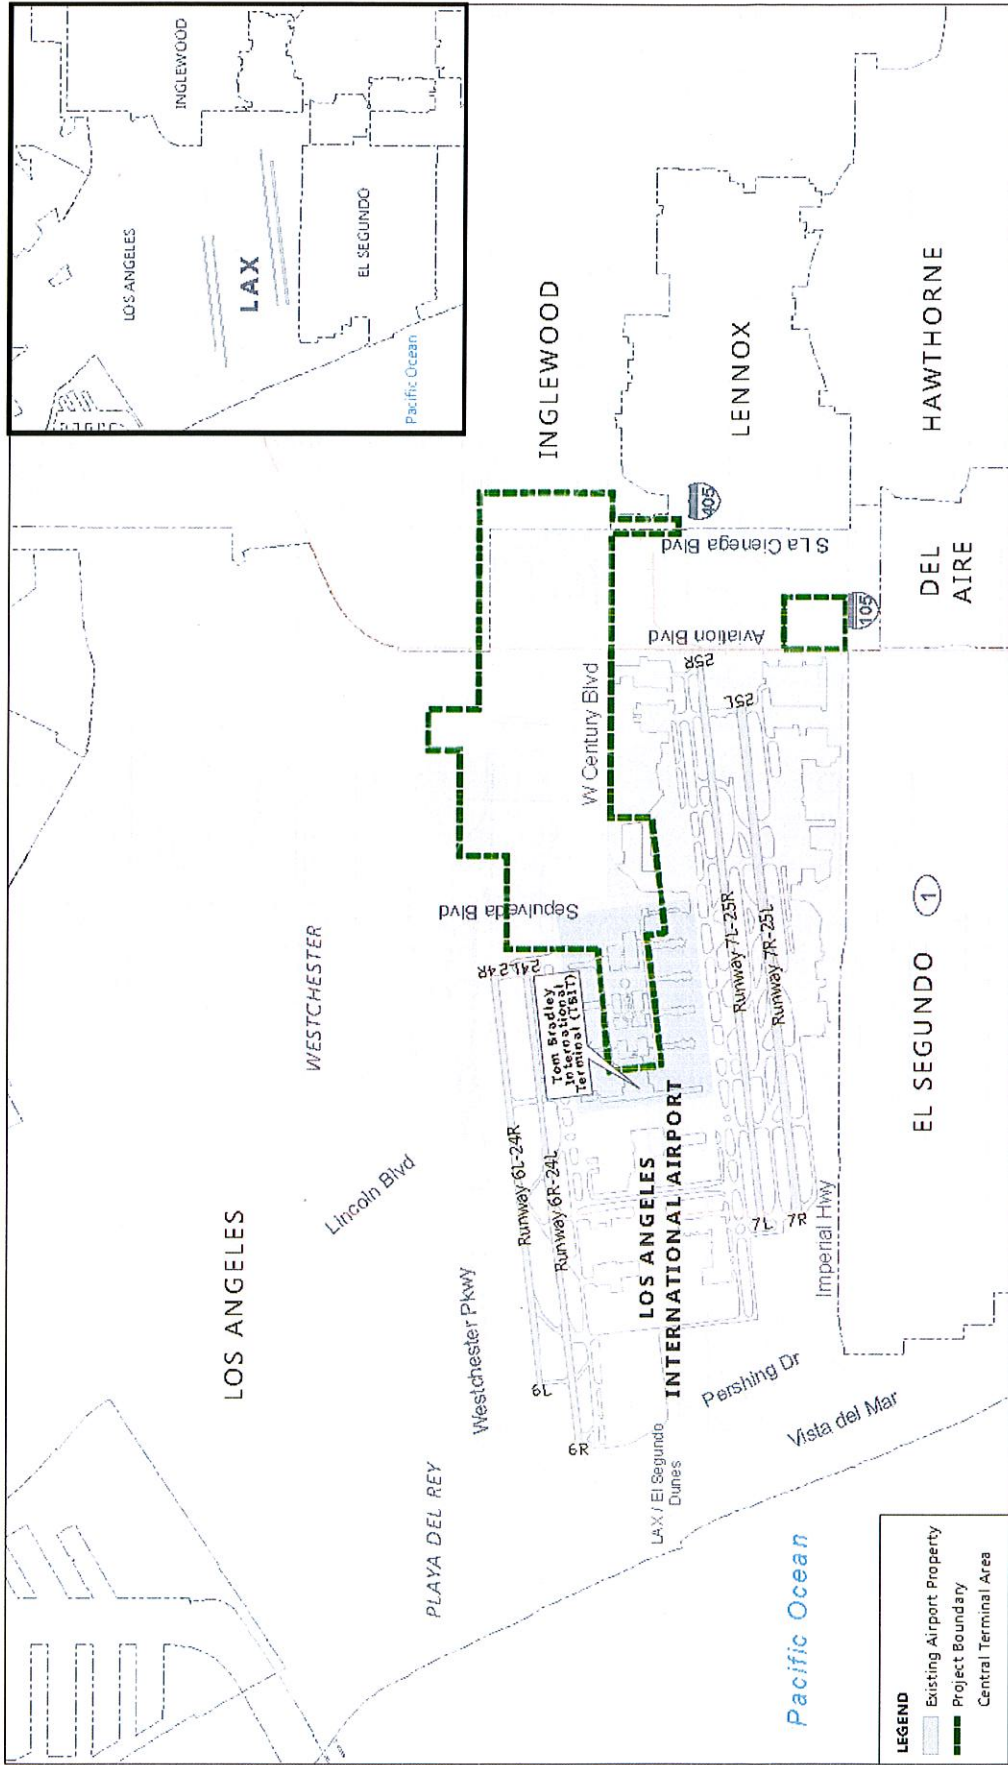 LOS ANGELES
INGLEWOOD
LAX
EL SEGUNDO
Pacific Ocean
LOS ANGELES
WESTCHESTER
PLAYA DEL REY
Lincoln Blvd
Westchester Pkwy
Sepulveda Blvd
INGLEWOOD
LENNOX
HAWTHORNE
DEL
AIRE
S La Cienega Blvd
405
Aviation Blvd
105
W Century Blvd
24L24R
Tom Bradley
International
Terminal (TBIT)
Runway 6L-24R
Runway 6R-24L
6L
6R
25R
25L
Runway 7L-25R
Runway 7R-25L
7L
7R
LOS ANGELES
INTERNATIONAL AIRPORT
Imperial Hwy
Pershing Dr
Vista del Mar
LAX / El Segundo
Dunes
EL SEGUNDO
1
Pacific Ocean
LEGEND
Existing Airport Property
Project Boundary
Central Terminal Area